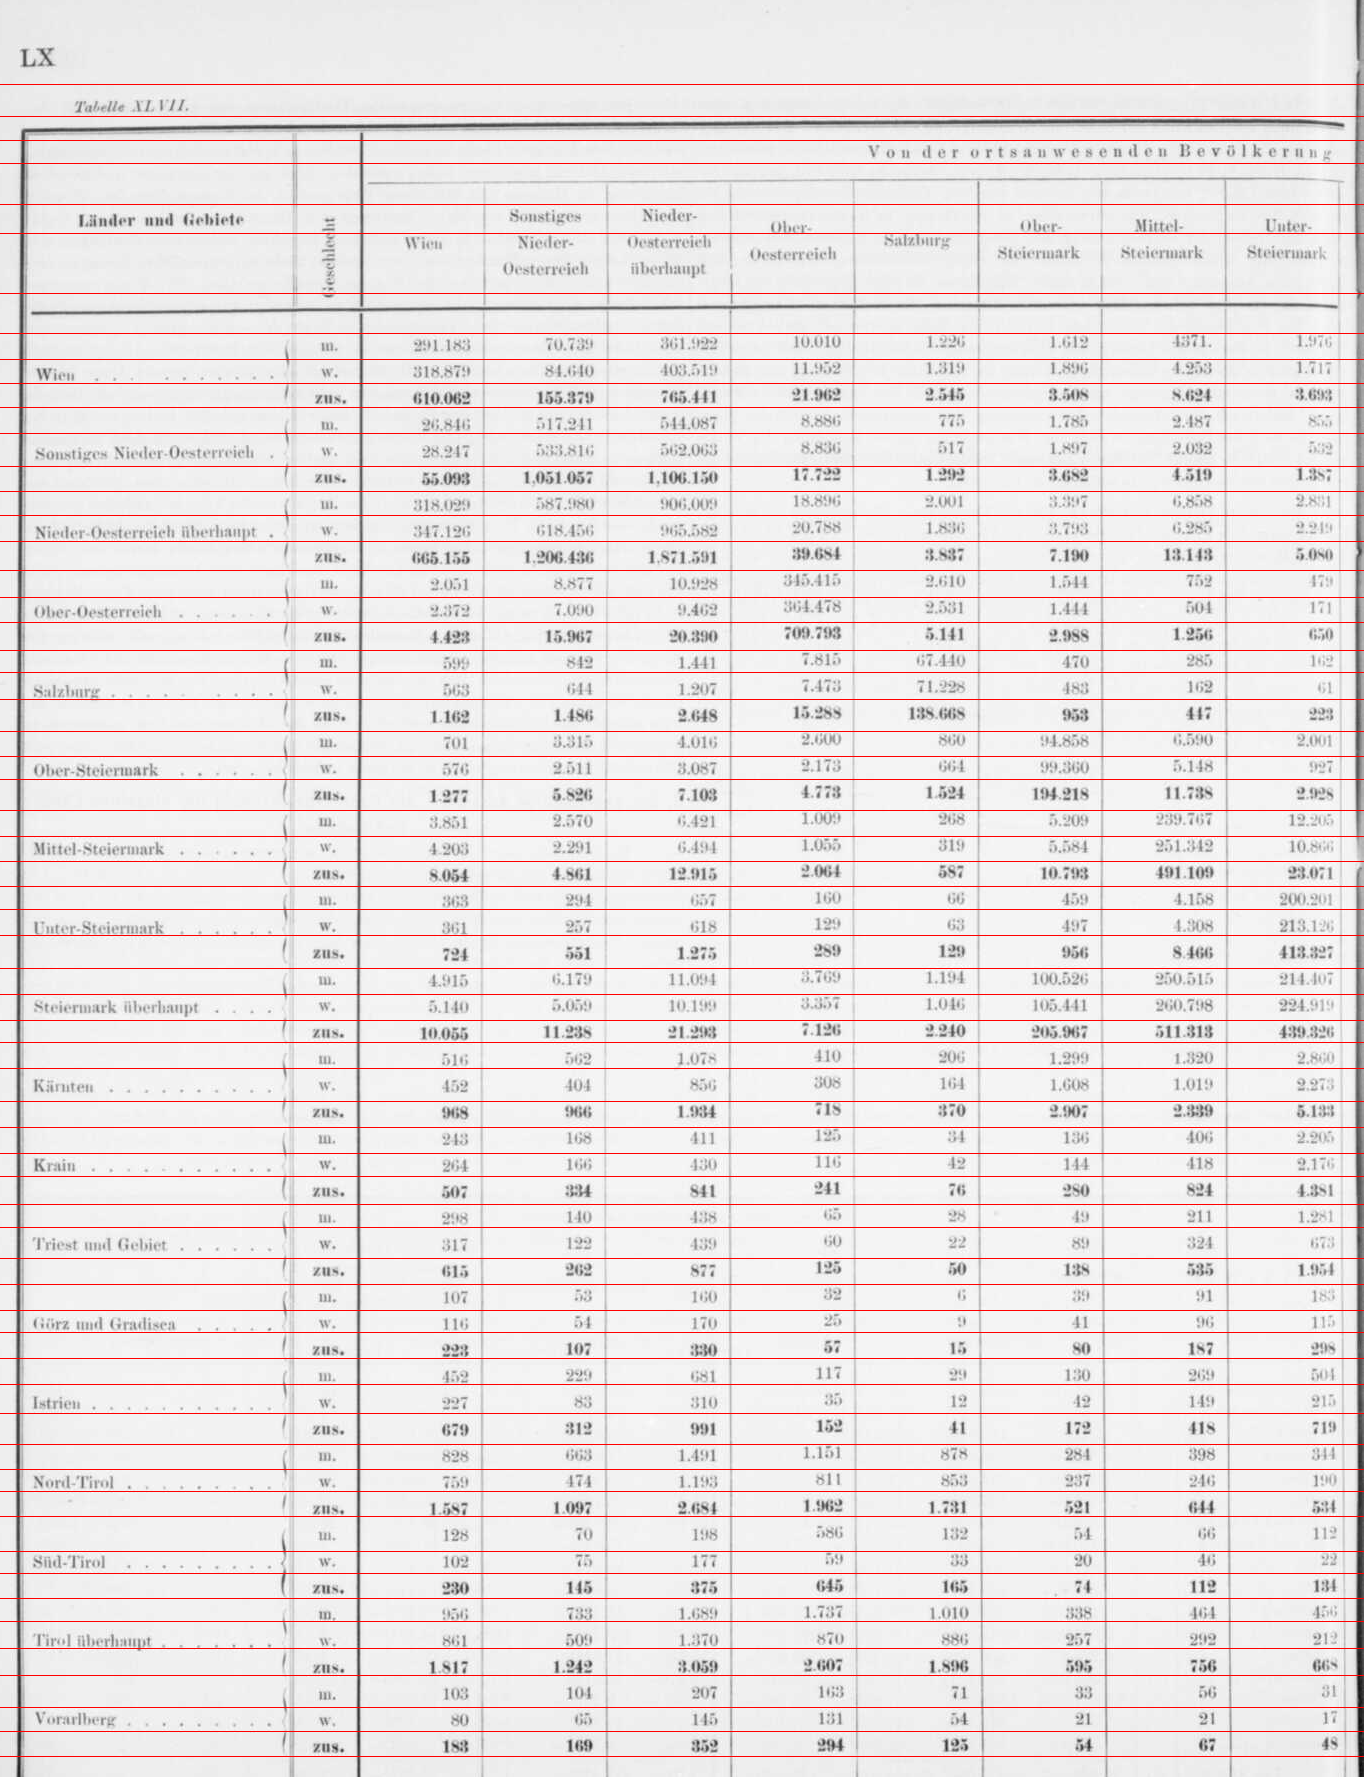 LX
Tabelle XLVII.
Von der ortsanwesenden Bevölkerung
Länder und Gebiete Geschlecht Wien Sonstiges Nieder-Oesterreich Nieder-Oesterreich überhaupt Ober-Oesterreich Salzburg Ober-Steiermark Mittel-Steiermark Unter-Steiermark
m. 291.183 70.739 361.922 10.010 1.226 1.612 4371. 1.976
Wien w. 318.879 84.640 403.519 11.952 1.319 1.896 4.253 1.717
zus. 610.062 155.379 765.441 21.962 2.545 3.508 8.624 3.693
m. 26.846 517.241 544.087 8.886 775 1.785 2.487 855
Sonstiges Nieder-Oesterreich . w. 28.247 533.816 562.063 8.836 517 1.897 2.032 532
zus. 55.093 1,051.057 1,106.150 17.722 1.292 3.682 4.519 1.387
m. 318.029 587.980 906.009 18.896 2.001 3.397 6.858 2.831
Nieder-Oesterreich überhaupt . w. 347.126 618.456 965.582 20.788 1.836 3.793 6.285 2.249
zus. 665.155 1,206.436 1,871.591 39.684 3.837 7.190 13.143 5.080
m. 2.051 8.877 10.928 345.415 2.610 1.544 752 479
Ober-Oesterreich w. 2.372 7.090 9.462 364.478 2.531 1.444 504 171
zus. 4.423 15.967 20.390 709.793 5.141 2.988 1.256 650
m. 599 842 1.441 7.815 67.440 470 285 162
Salzburg w. 563 644 1.207 7.473 71.228 483 162 61
zus. 1.162 1.486 2.648 15.288 138.668 953 447 223
m. 701 3.315 4.016 2.600 860 94.858 6.590 2.001
Ober-Steiermark w. 576 2.511 3.087 2.173 664 99.360 5.148 927
zus. 1.277 5.826 7.103 4.773 1.524 194.218 11.738 2.928
m. 3.851 2.570 6.421 1.009 268 5.209 239.767 12.205
Mittel-Steiermark w. 4.203 2.291 6.494 1.055 319 5.584 251.342 10.866
zus. 8.054 4.861 12.915 2.064 587 10.793 491.109 23.071
m. 363 294 657 160 66 459 4.158 200.201
Unter-Steiermark w. 361 257 618 129 63 497 4.308 213.126
zus. 724 551 1.275 289 129 956 8.466 413.327
m. 4.915 6.179 11.094 3.769 1.194 100.526 250.515 214.407
Steiermark überhaupt w. 5.140 5.059 10.199 3.357 1.046 105.441 260.798 224.919
zus. 10.055 11.238 21.293 7.126 2.240 205.967 511.313 439.326
m. 516 562 1.078 410 206 1.299 1.320 2.860
Kärnten w. 452 404 856 308 164 1.608 1.019 2.273
zus. 968 966 1.934 718 370 2.907 2.339 5.133
m. 243 168 411 125 34 136 406 2.205
Krain w. 264 166 430 116 42 144 418 2.176
zus. 507 334 841 241 76 280 824 4.381
m. 298 140 438 65 28 49 211 1.281
Triest und Gebiet w. 317 122 439 60 22 89 324 673
zus. 615 262 877 125 50 138 535 1.954
m. 107 53 160 32 6 39 91 183
Görz und Gradisca w. 116 54 170 25 9 41 96 115
zus. 223 107 330 57 15 80 187 298
m. 452 229 681 117 29 130 269 504
Istrien w. 227 83 310 35 12 42 149 215
zus. 679 312 991 152 41 172 418 719
m. 828 663 1.491 1.151 878 284 398 344
Nord-Tirol w. 759 474 1.193 811 853 237 246 190
zus. 1.587 1.097 2.684 1.962 1.731 521 644 534
m. 128 70 198 586 132 54 66 112
Süd-Tirol w. 102 75 177 59 33 20 46 22
zus. 230 145 375 645 165 74 112 134
m. 956 733 1.689 1.737 1.010 338 464 456
Tirol überhaupt w. 861 509 1.370 870 886 257 292 212
zus. 1.817 1.242 3.059 2.607 1.896 595 756 668
m. 103 104 207 163 71 33 56 31
Vorarlberg w. 80 65 145 131 54 21 21 17
zus. 183 169 352 294 125 54 67 48